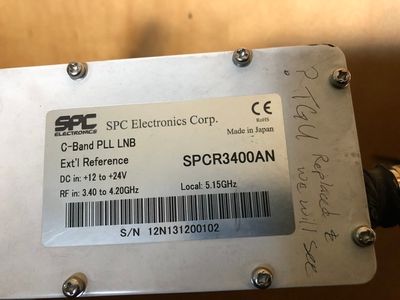 SPC
ELECTRONICS
SPC Electronics Corp.
CE
RoHS
Made in Japan
C-Band PLL LNB
Ext'l Reference
SPCR3400AN
DC in: +12 to +24V
RF in: 3.40 to 4.20GHz
Local: 5.15GHz
S/N 12N131200102
Replaced &
we will see